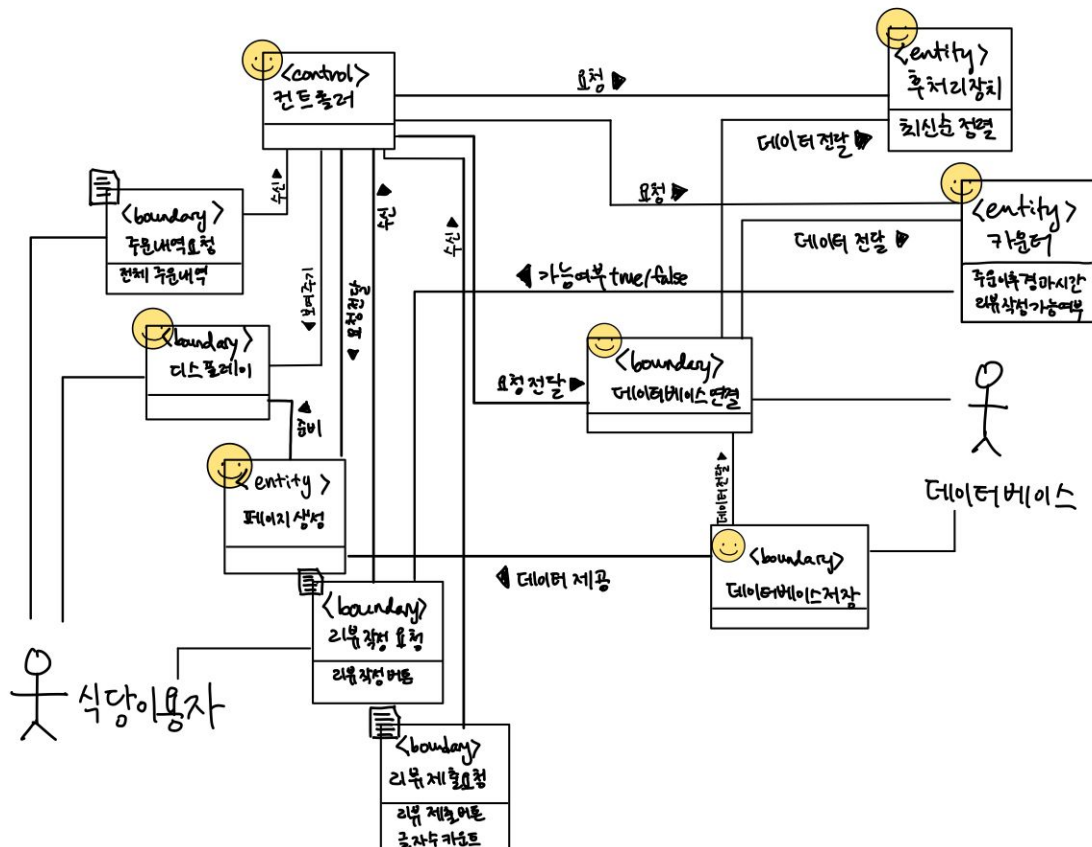 <control>
컨트롤러
<entity>
후처리장치
최신순 정렬
요청 ▶
데이터 전달 ▶
<boundary>
주문내역요청
전체 주문내역
수신▶
요청 ▶
<entity>
카운터
주문이후경과시간
리뷰작성가능여부
데이터 전달 ▶
◀ 가능여부 true/false
◀보여주기
◀ 요청전달
수신▶
수신▶
<boundary>
디스플레이
준비
<boundary>
데이터베이스 연결
요청 전달 ▶
데이터베이스
<entity>
페이지 생성
데이터전달▶
<boundary>
데이터베이스저장
◀ 데이터 제공
<boundary>
리뷰 작성 요청
리뷰 작성 버튼
식당이용자
<boundary>
리뷰 제출요청
리뷰 제출버튼
글자수 카운트